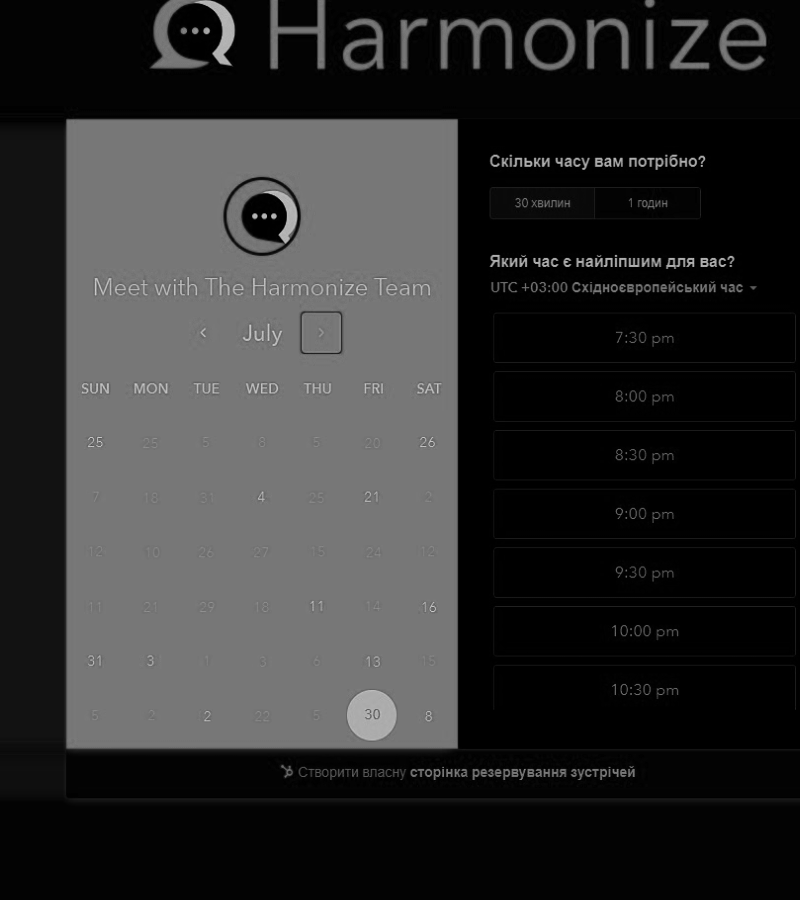 Harmonize
Meet with The Harmonize Team
July
SUN MON TUE WED THU FRI SAT
25 25 5 8 5 20 26
7 18 31 4 25 21 2
12 10 26 27 15 24 12
11 21 29 18 11 14 16
31 3 1 3 6 13 15
5 2 2 22 5 30 8
Скільки часу вам потрібно?
30 хвилин 1 годин
Який час є найліпшим для вас?
UTC +03:00 Східноєвропейський час
7:30 pm
8:00 pm
8:30 pm
9:00 pm
9:30 pm
10:00 pm
10:30 pm
Створити власну сторінка резервування зустрічей